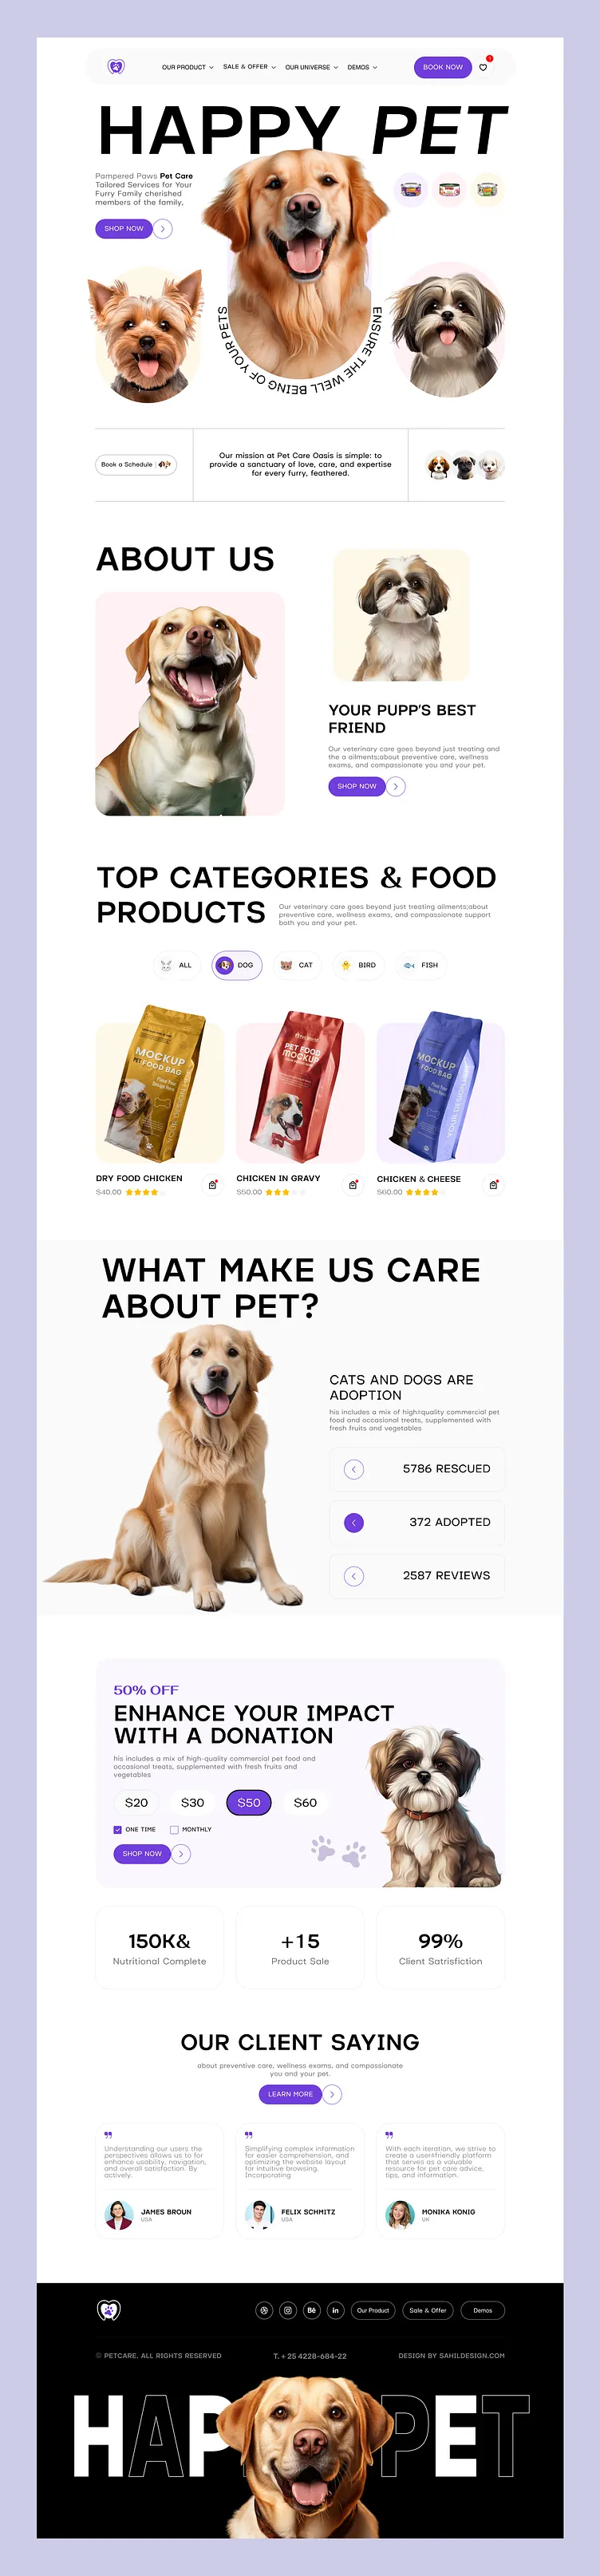 OUR PRODUCT
SALE & OFFER
OUR UNIVERSE
DEMOS
BOOK NOW
HAPPY PET
Pampered Paws Pet Care
Tailored Services for Your
Furry Family cherished
members of the family,
SHOP NOW
ENSURE THE WELL BEING OF YOUR PETS
Book a Schedule
Our mission at Pet Care Oasis is simple: to
provide a sanctuary of love, care, and expertise
for every furry, feathered.
ABOUT US
YOUR PUPP'S BEST
FRIEND
Our veterinary care goes beyond just treating and
the a ailments;about preventive care, wellness
exams, and compassionate you and your pet.
SHOP NOW
TOP CATEGORIES & FOOD
PRODUCTS
Our veterinary care goes beyond just treating ailments;about
preventive care, wellness exams, and compassionate support
both you and your pet.
ALL
DOG
CAT
BIRD
FISH
MOCKUP
PET FOOD BAG
YOUR DESIGN
PET FOOD
MOCKUP
MOCKUP
PET FOOD BAG
YOUR DESIGN
DRY FOOD CHICKEN
$40.00
CHICKEN IN GRAVY
$50.00
CHICKEN & CHEESE
$60.00
WHAT MAKE US CARE
ABOUT PET?
CATS AND DOGS ARE
ADOPTION
his includes a mix of high:quality commercial pet
food and occasional treats, supplemented with
fresh fruits and vegetables
5786 RESCUED
372 ADOPTED
2587 REVIEWS
50% OFF
ENHANCE YOUR IMPACT
WITH A DONATION
his includes a mix of high-quality commercial pet food and
occasional treats, supplemented with fresh fruits and
vegetables
$20
$30
$50
$60
ONE TIME
MONTHLY
SHOP NOW
150K&
Nutritional Complete
+15
Product Sale
99%
Client Satrisfiction
OUR CLIENT SAYING
about preventive care, wellness exams, and compassionate
you and your pet.
LEARN MORE
Understanding our users the
perspectives allows us to for
enhance usability, navigation,
and overall satisfaction. By
actively.
JAMES BROUN
USA
Simplifying complex information
for easier comprehension, and
optimizing the website layout
for intuitive browsing.
Incorporating
FELIX SCHMITZ
USA
With each iteration, we strive to
create a user#friendly platform
that serves as a valuable
resource for pet care advice,
tips, and information.
MONIKA KONIG
UK
Bē
in
Our Product
Sale & Offer
Demos
© PETCARE. ALL RIGHTS RESERVED
T. + 25 4228-684-22
DESIGN BY SAHILDESIGN.COM
HAP PET